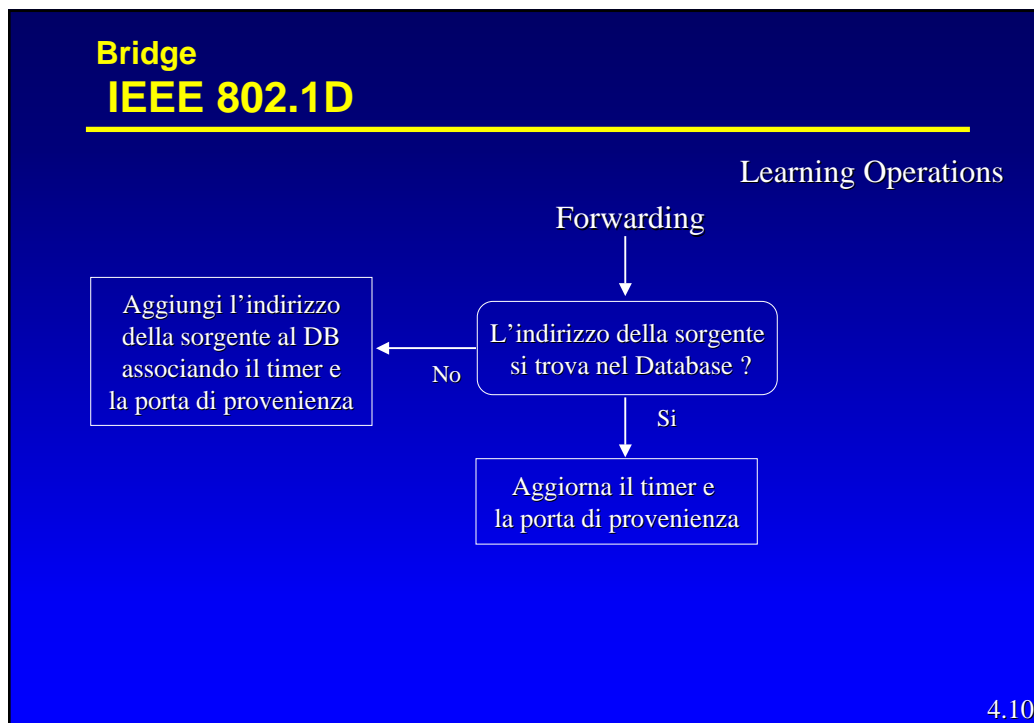 Bridge
IEEE 802.1D
Learning Operations
Forwarding
Aggiungi l’indirizzo
della sorgente al DB
associando il timer e
la porta di provenienza
No
L’indirizzo della sorgente
si trova nel Database ?
Si
Aggiorna il timer e
la porta di provenienza
4.10